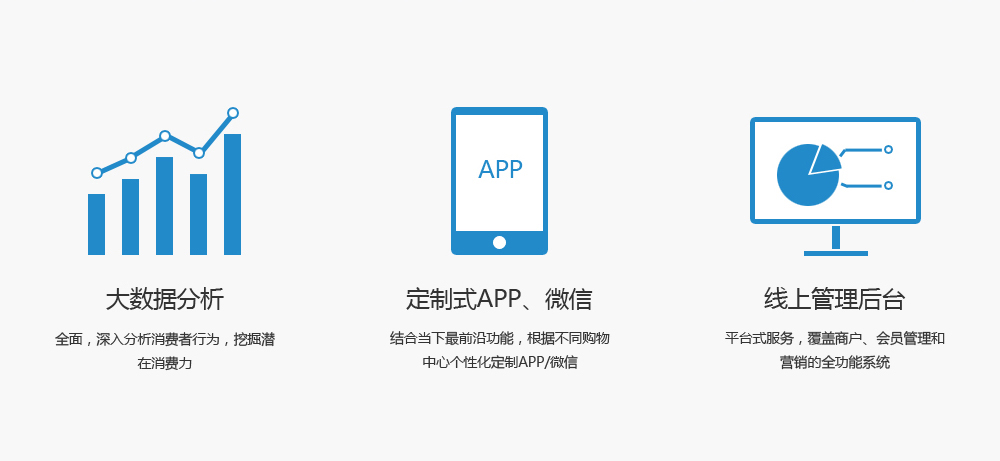 APP
大数据分析
全面，深入分析消费者行为，挖掘潜
在消费力
定制式APP、微信
结合当下最前沿功能，根据不同购物
中心个性化定制APP/微信
线上管理后台
平台式服务，覆盖商户、会员管理和
营销的全功能系统